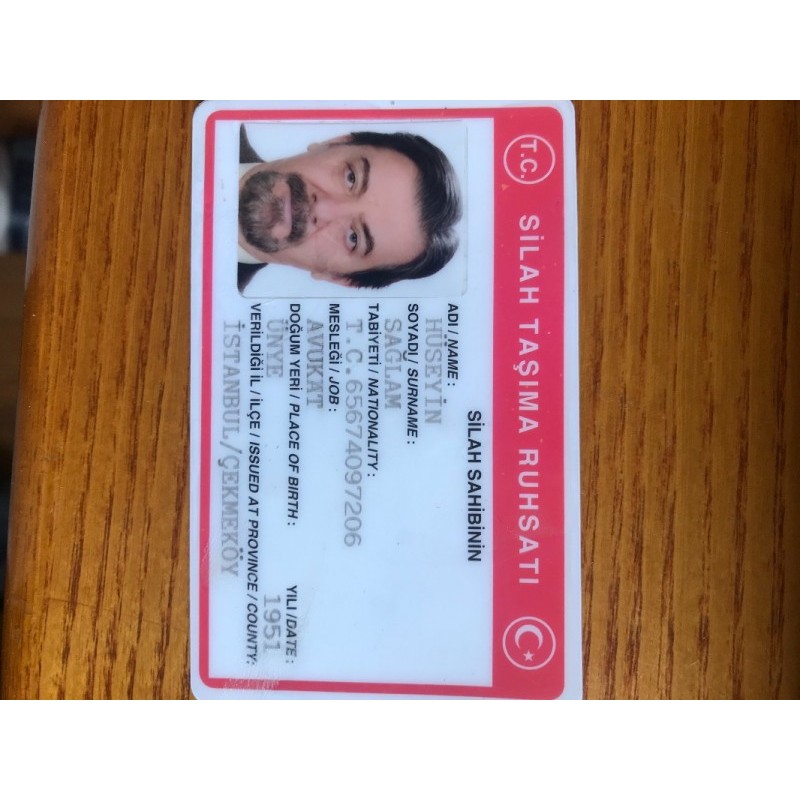 T.C.
SİLAH TAŞIMA RUHSATI
SİLAH SAHİBİNİN
ADI / NAME :
HÜSEYİN
SOYADI / SURNAME :
SAĞLAM
TABİYETİ / NATIONALITY :
T.C.65674097206
MESLEĞİ / JOB :
AVUKAT
DOĞUM YERİ / PLACE OF BIRTH : YILI /DATE :
ÜNYE 1951
VERİLDİĞİ İL / İLÇE / ISSUED AT PROVINCE / COUNTY:
İSTANBUL/ÇEKMEKÖY